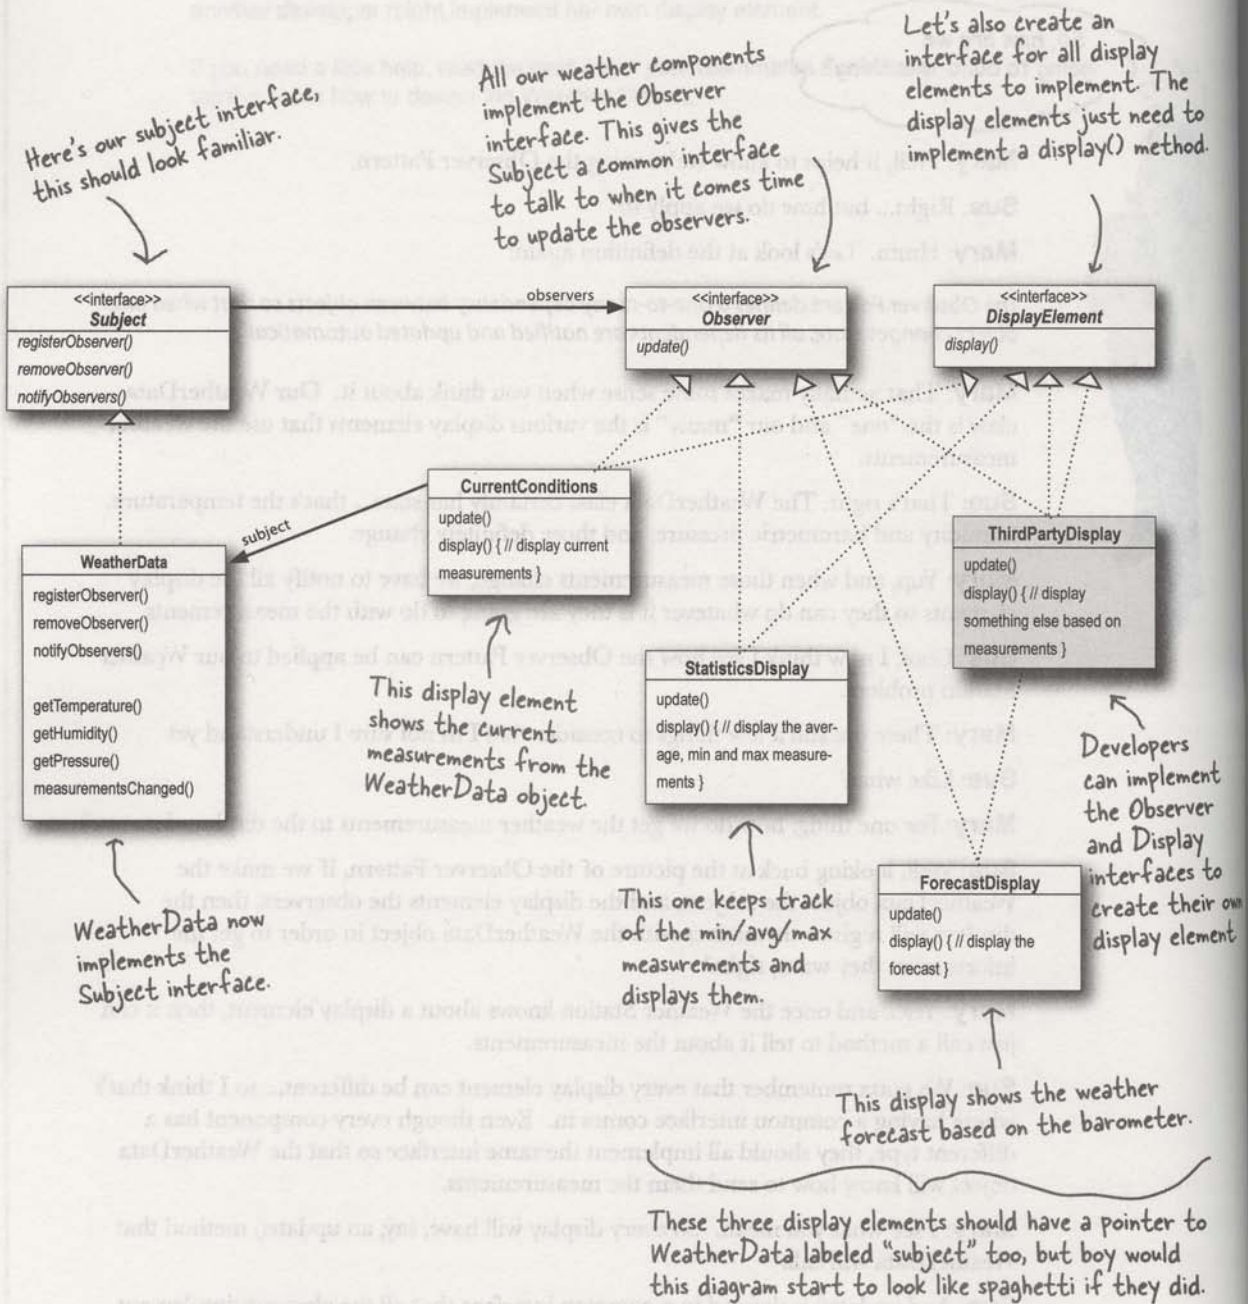 Here's our subject interface,
this should look familiar.
All our weather components
implement the Observer
interface. This gives the
Subject a common interface
to talk to when it comes time
to update the observers.
Let's also create an
interface for all display
elements to implement. The
display elements just need to
implement a display() method.
<<interface>>
Subject
registerObserver()
removeObserver()
notifyObservers()
observers
<<interface>>
Observer
update()
<<interface>>
DisplayElement
display()
subject
CurrentConditions
update()
display() { // display current
measurements }
WeatherData
registerObserver()
removeObserver()
notifyObservers()
getTemperature()
getHumidity()
getPressure()
measurementsChanged()
ThirdPartyDisplay
update()
display() { // display
something else based on
measurements }
StatisticsDisplay
update()
display() { // display the aver-
age, min and max measure-
ments }
This display element
shows the current
measurements from the
WeatherData object.
Developers
can implement
the Observer
and Display
interfaces to
create their own
display element
ForecastDisplay
update()
display() { // display the
forecast }
WeatherData now
implements the
Subject interface.
This one keeps track
of the min/avg/max
measurements and
displays them.
This display shows the weather
forecast based on the barometer.
These three display elements should have a pointer to
WeatherData labeled "subject" too, but boy would
this diagram start to look like spaghetti if they did.